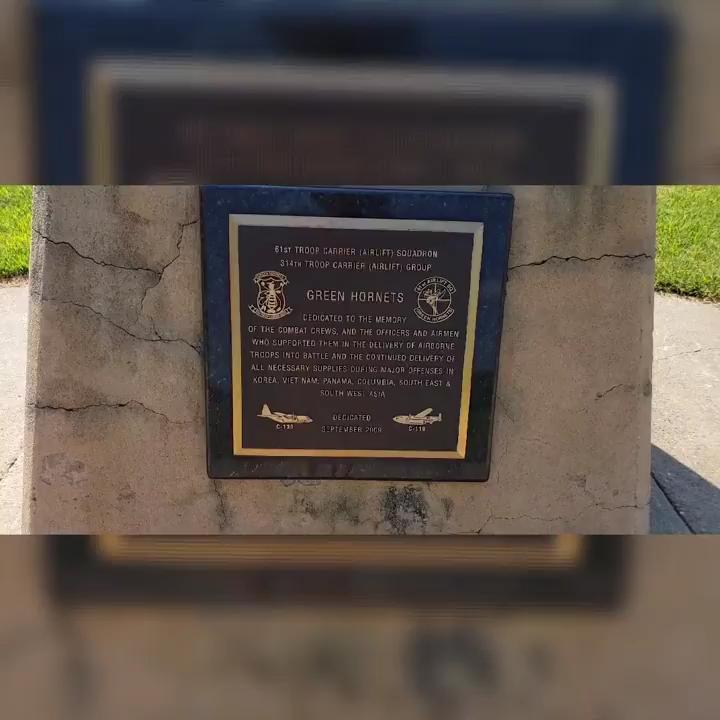 61ST TROOP CARRIER (AIRLIFT) SQUADRON
314TH TROOP CARRIER (AIRLIFT) GROUP
GREEN HORNETS
DEDICATED TO THE MEMORY
OF THE COMBAT CREWS, AND THE OFFICERS AND AIRMEN
WHO SUPPORTED THEM IN THE DELIVERY OF AIRBORNE
TROOPS INTO BATTLE AND THE CONTINUED DELIVERY OF
ALL NECESSARY SUPPLIES DURING MAJOR OFFENSES IN
KOREA, VIET NAM, PANAMA, COLUMBIA, SOUTH EAST &
SOUTH WEST ASIA
DEDICATED
SEPTEMBER 2009
C-130
C-119
GREEN HORNETS